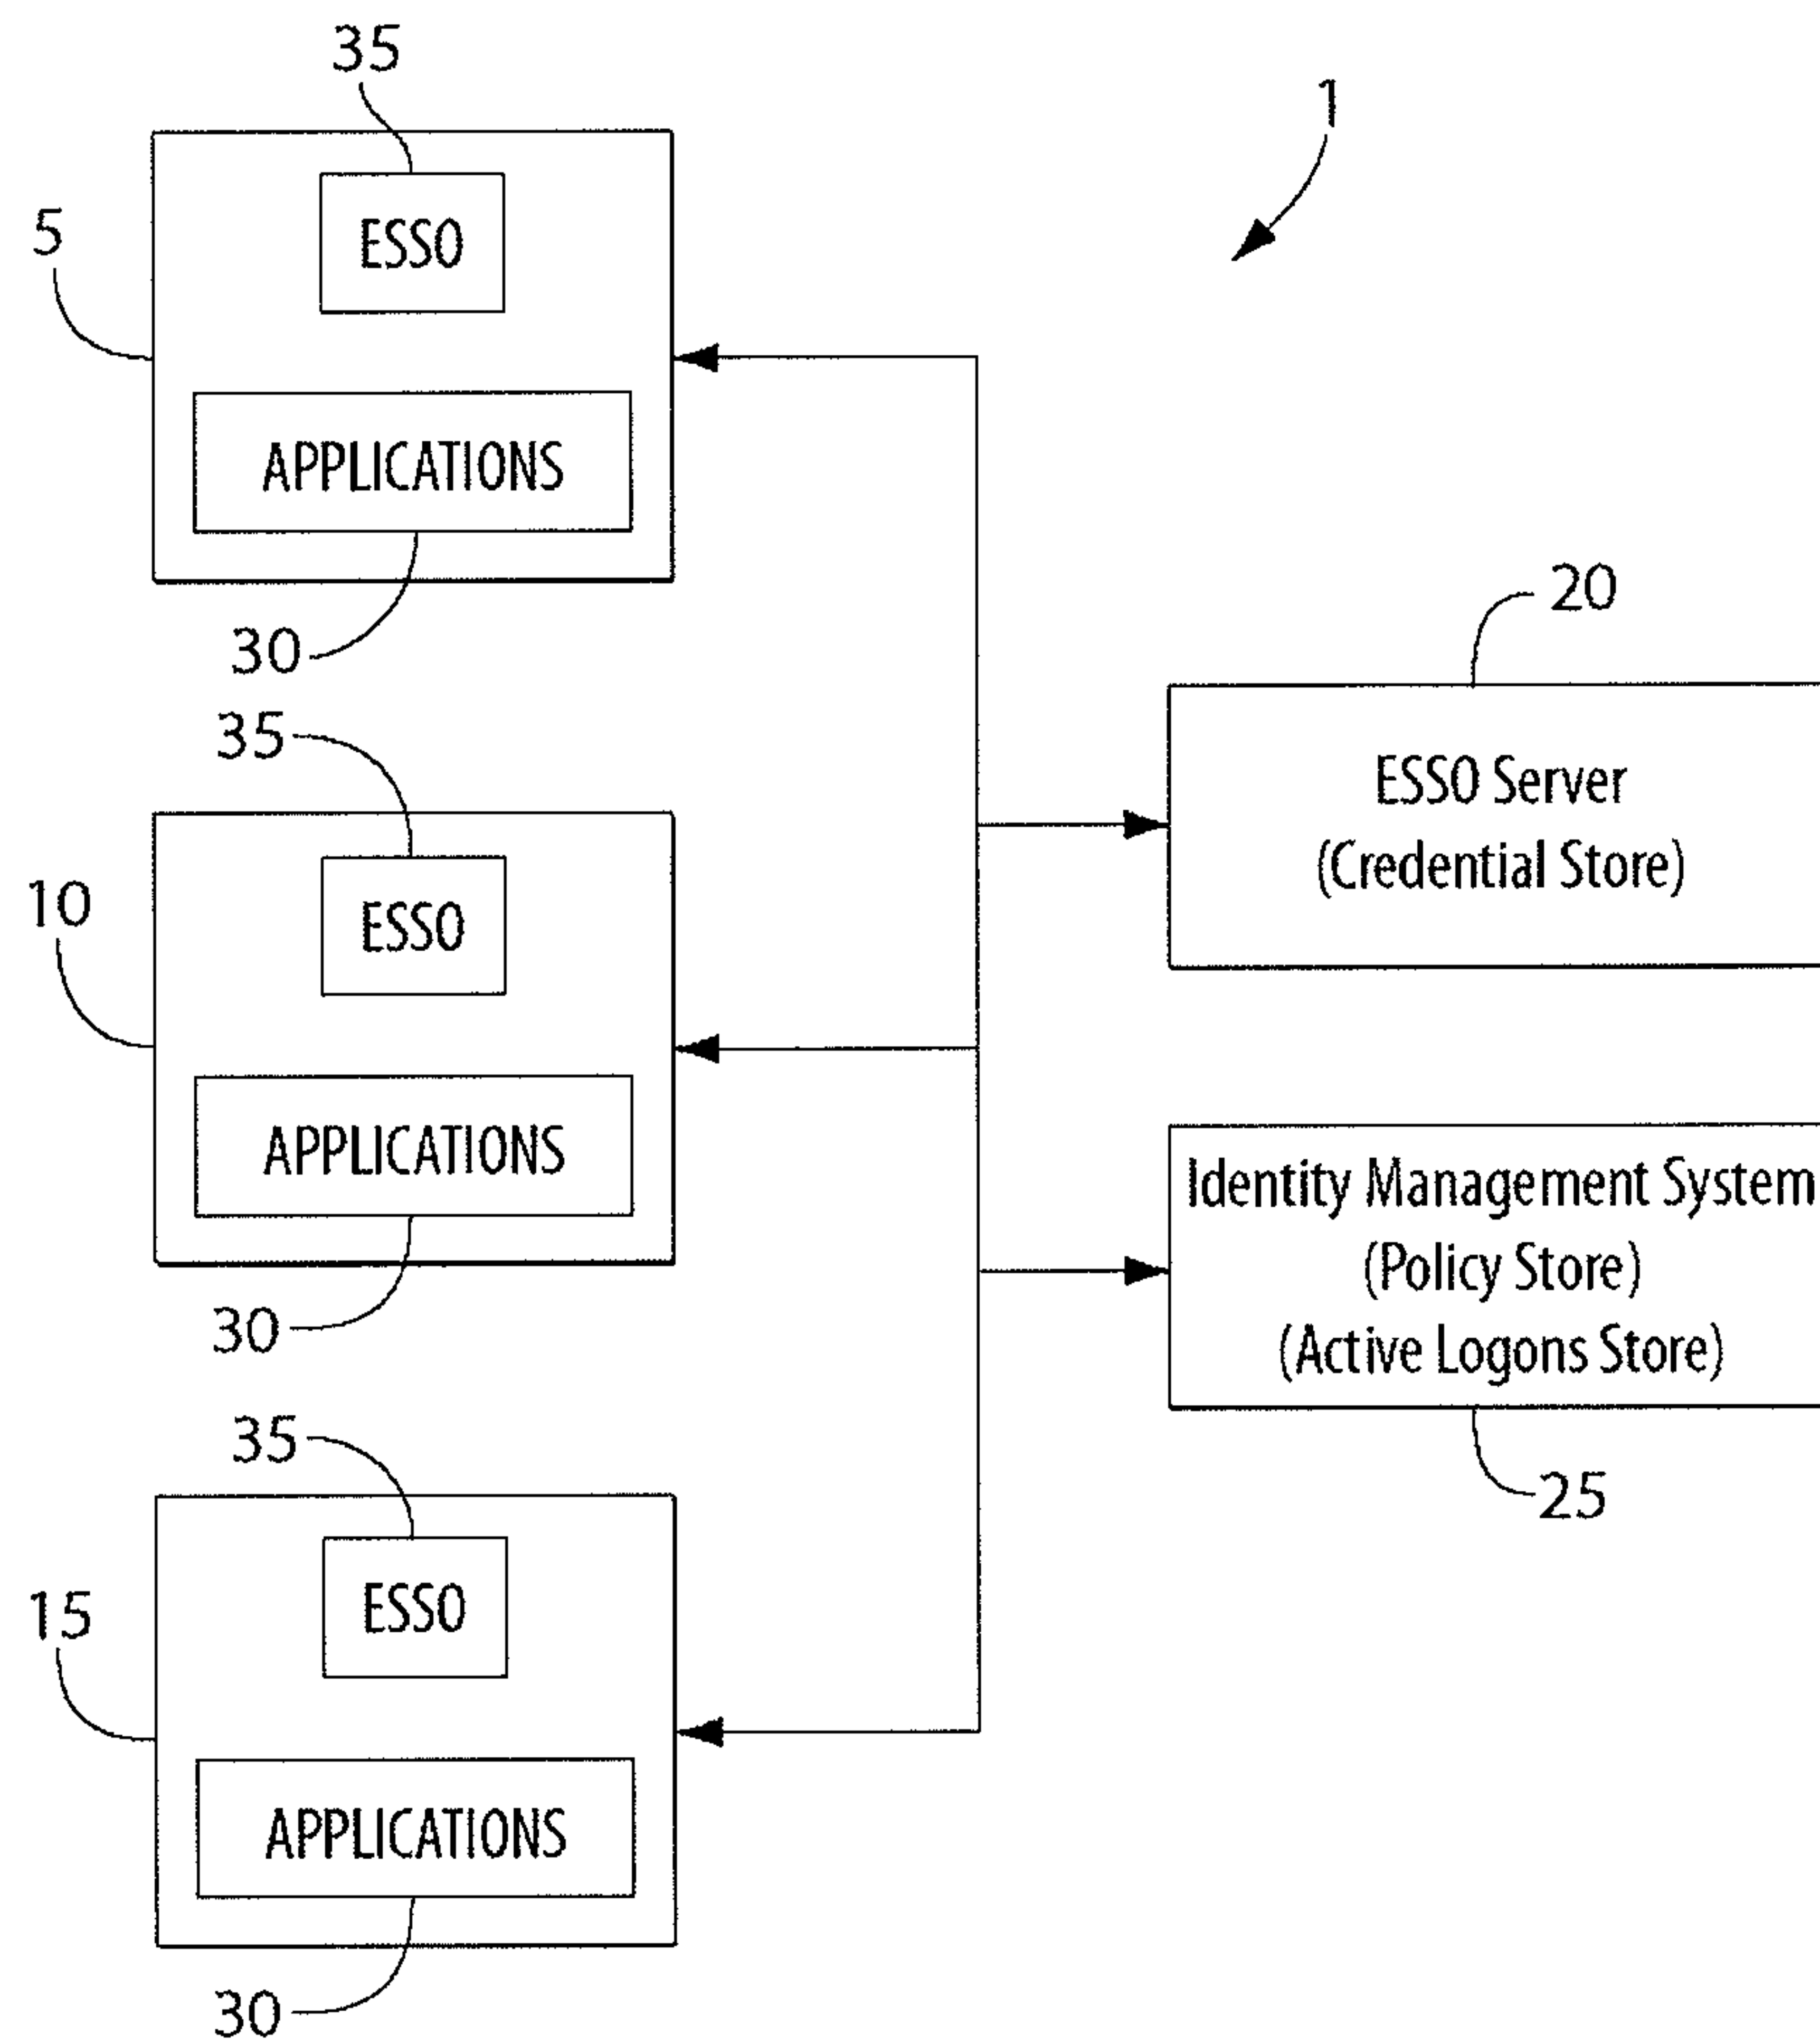 35
1
5
ESSO
APPLICATIONS
30
20
35
ESSO Server
(Credential Store)
10
ESSO
APPLICATIONS
Identity Management System
(Policy Store)
(Active Logons Store)
30
35
25
15
ESSO
APPLICATIONS
30